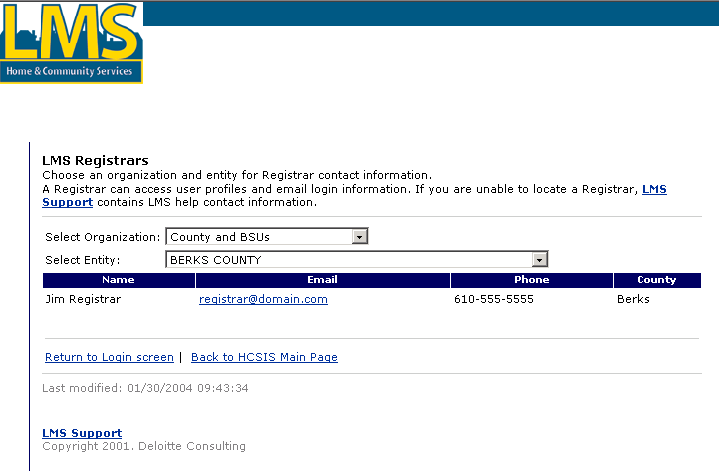 LMS
Home & Community Services
LMS Registrars
Choose an organization and entity for Registrar contact information.
A Registrar can access user profiles and email login information. If you are unable to locate a Registrar, LMS
Support contains LMS help contact information.
Select Organization: County and BSUs
Select Entity: BERKS COUNTY
Name Email Phone County
Jim Registrar registrar@domain.com 610-555-5555 Berks
Return to Login screen | Back to HCSIS Main Page
Last modified: 01/30/2004 09:43:34
LMS Support
Copyright 2001. Deloitte Consulting